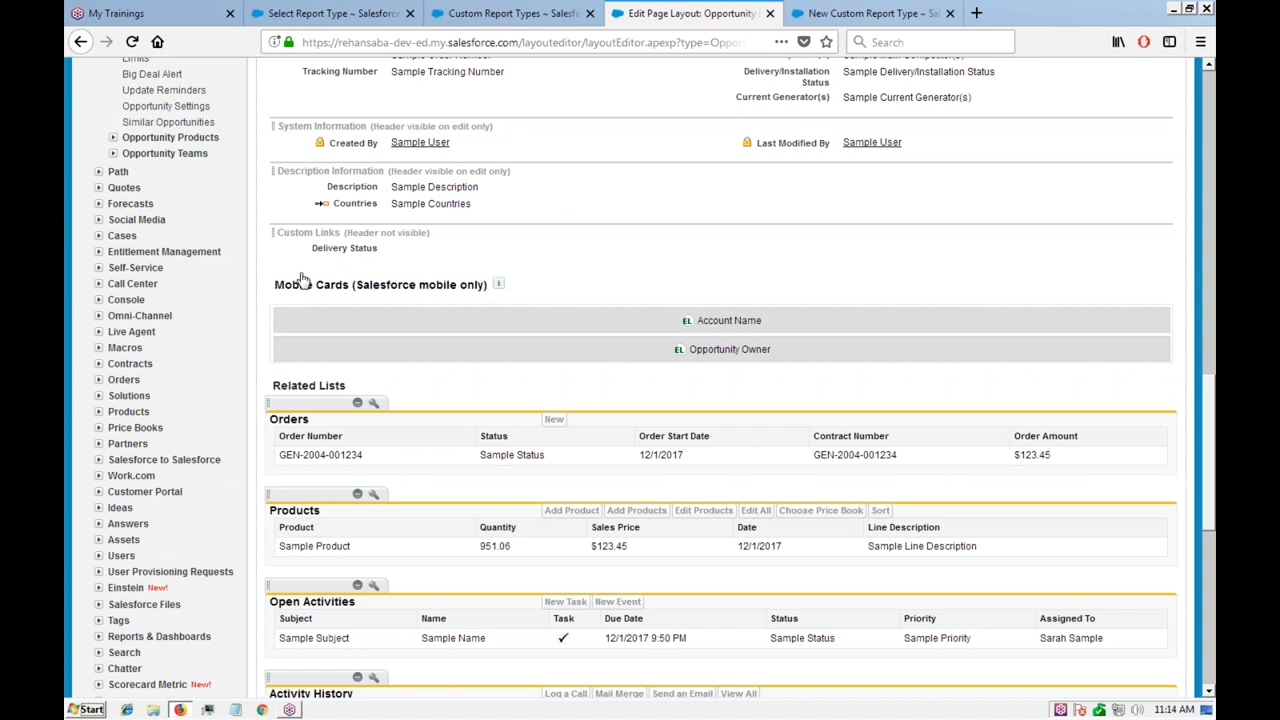 My Trainings
Select Report Type ~ Salesforce
Custom Report Types ~ Salesfo
Edit Page Layout: Opportunity
New Custom Report Type ~ Sal
https://rehansaba-dev-ed.my.salesforce.com/layouteditor/layoutEditor.apexp?type=Oppor
Search
Limits
Big Deal Alert
Update Reminders
Opportunity Settings
Similar Opportunities
Opportunity Products
Opportunity Teams
Path
Quotes
Forecasts
Social Media
Cases
Entitlement Management
Self-Service
Call Center
Console
Omni-Channel
Live Agent
Macros
Contracts
Orders
Solutions
Products
Price Books
Partners
Salesforce to Salesforce
Work.com
Customer Portal
Ideas
Answers
Assets
Users
User Provisioning Requests
Einstein New!
Salesforce Files
Tags
Reports & Dashboards
Search
Chatter
Scorecard Metric New!
Tracking Number Sample Tracking Number
Delivery/Installation Status Sample Delivery/Installation Status
Current Generator(s) Sample Current Generator(s)
System Information (Header visible on edit only)
Created By Sample User Last Modified By Sample User
Description Information (Header visible on edit only)
Description Sample Description
Countries Sample Countries
Custom Links (Header not visible)
Delivery Status
Mobile Cards (Salesforce mobile only) i
EL Account Name
EL Opportunity Owner
Related Lists
Orders New
Order Number Status Order Start Date Contract Number Order Amount
GEN-2004-001234 Sample Status 12/1/2017 GEN-2004-001234 $123.45
Products Add Product Add Products Edit Products Edit All Choose Price Book Sort
Product Quantity Sales Price Date Line Description
Sample Product 951.06 $123.45 12/1/2017 Sample Line Description
Open Activities New Task New Event
Subject Name Task Due Date Status Priority Assigned To
Sample Subject Sample Name 12/1/2017 9:50 PM Sample Status Sample Priority Sarah Sample
Activity History Log a Call Mail Merge Send an Email View All
Start
11:14 AM